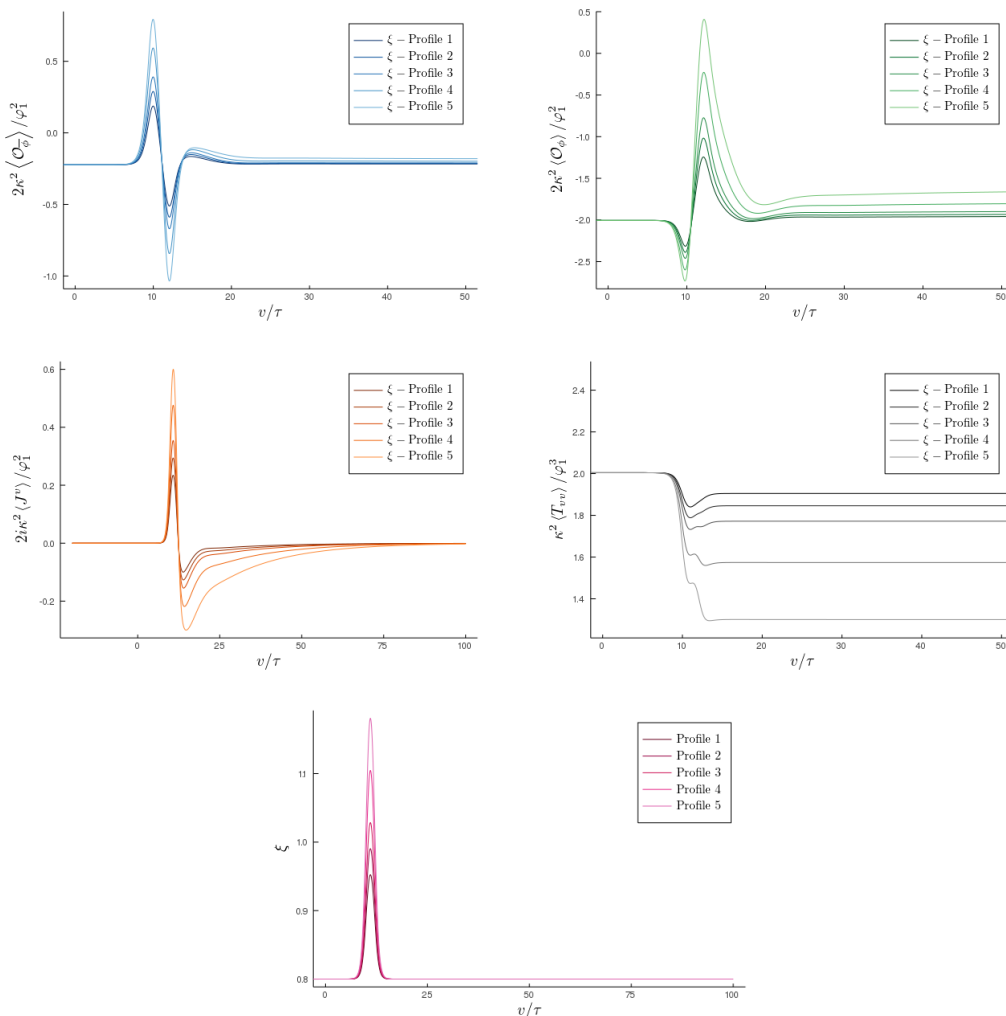 2κ² ⟨𝒪_ϕ̄⟩ /φ₁²
0.5
0.0
-0.5
-1.0
ξ − Profile 1
ξ − Profile 2
ξ − Profile 3
ξ − Profile 4
ξ − Profile 5
0 10 20 30 40 50
v/τ
2κ² ⟨𝒪_ϕ⟩ /φ₁²
0.5
0.0
-0.5
-1.0
-1.5
-2.0
-2.5
ξ − Profile 1
ξ − Profile 2
ξ − Profile 3
ξ − Profile 4
ξ − Profile 5
0 10 20 30 40 50
v/τ
2iκ² ⟨Jᵛ⟩ /φ₁²
0.6
0.4
0.2
0.0
-0.2
ξ − Profile 1
ξ − Profile 2
ξ − Profile 3
ξ − Profile 4
ξ − Profile 5
0 25 50 75 100
v/τ
κ² ⟨T_vv⟩ /φ₁³
2.4
2.2
2.0
1.8
1.6
1.4
ξ − Profile 1
ξ − Profile 2
ξ − Profile 3
ξ − Profile 4
ξ − Profile 5
0 10 20 30 40 50
v/τ
ξ
11
1.0
0.9
0.8
Profile 1
Profile 2
Profile 3
Profile 4
Profile 5
0 25 50 75 100
v/τ